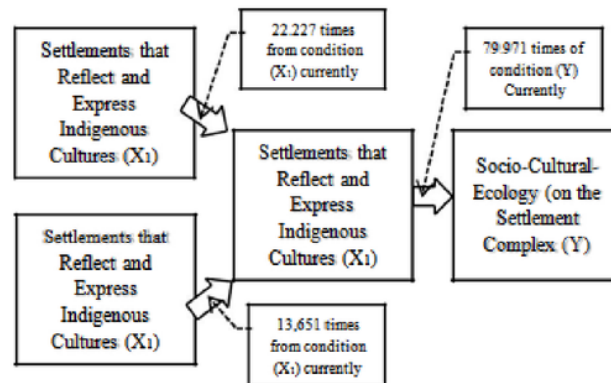 Settlements that
Reflect and
Express
Indigenous
Cultures (X1)
22.227 times
from condition
(X1) currently
79.971 times of
condition (Y)
Currently
Settlements that
Reflect and
Express
Indigenous
Cultures (X1)
Socio-Cultural-
Ecology (on the
Settlement
Complex (Y)
Settlements that
Reflect and
Express
Indigenous
Cultures (X1)
13,651 times
from condition
(X1) currently